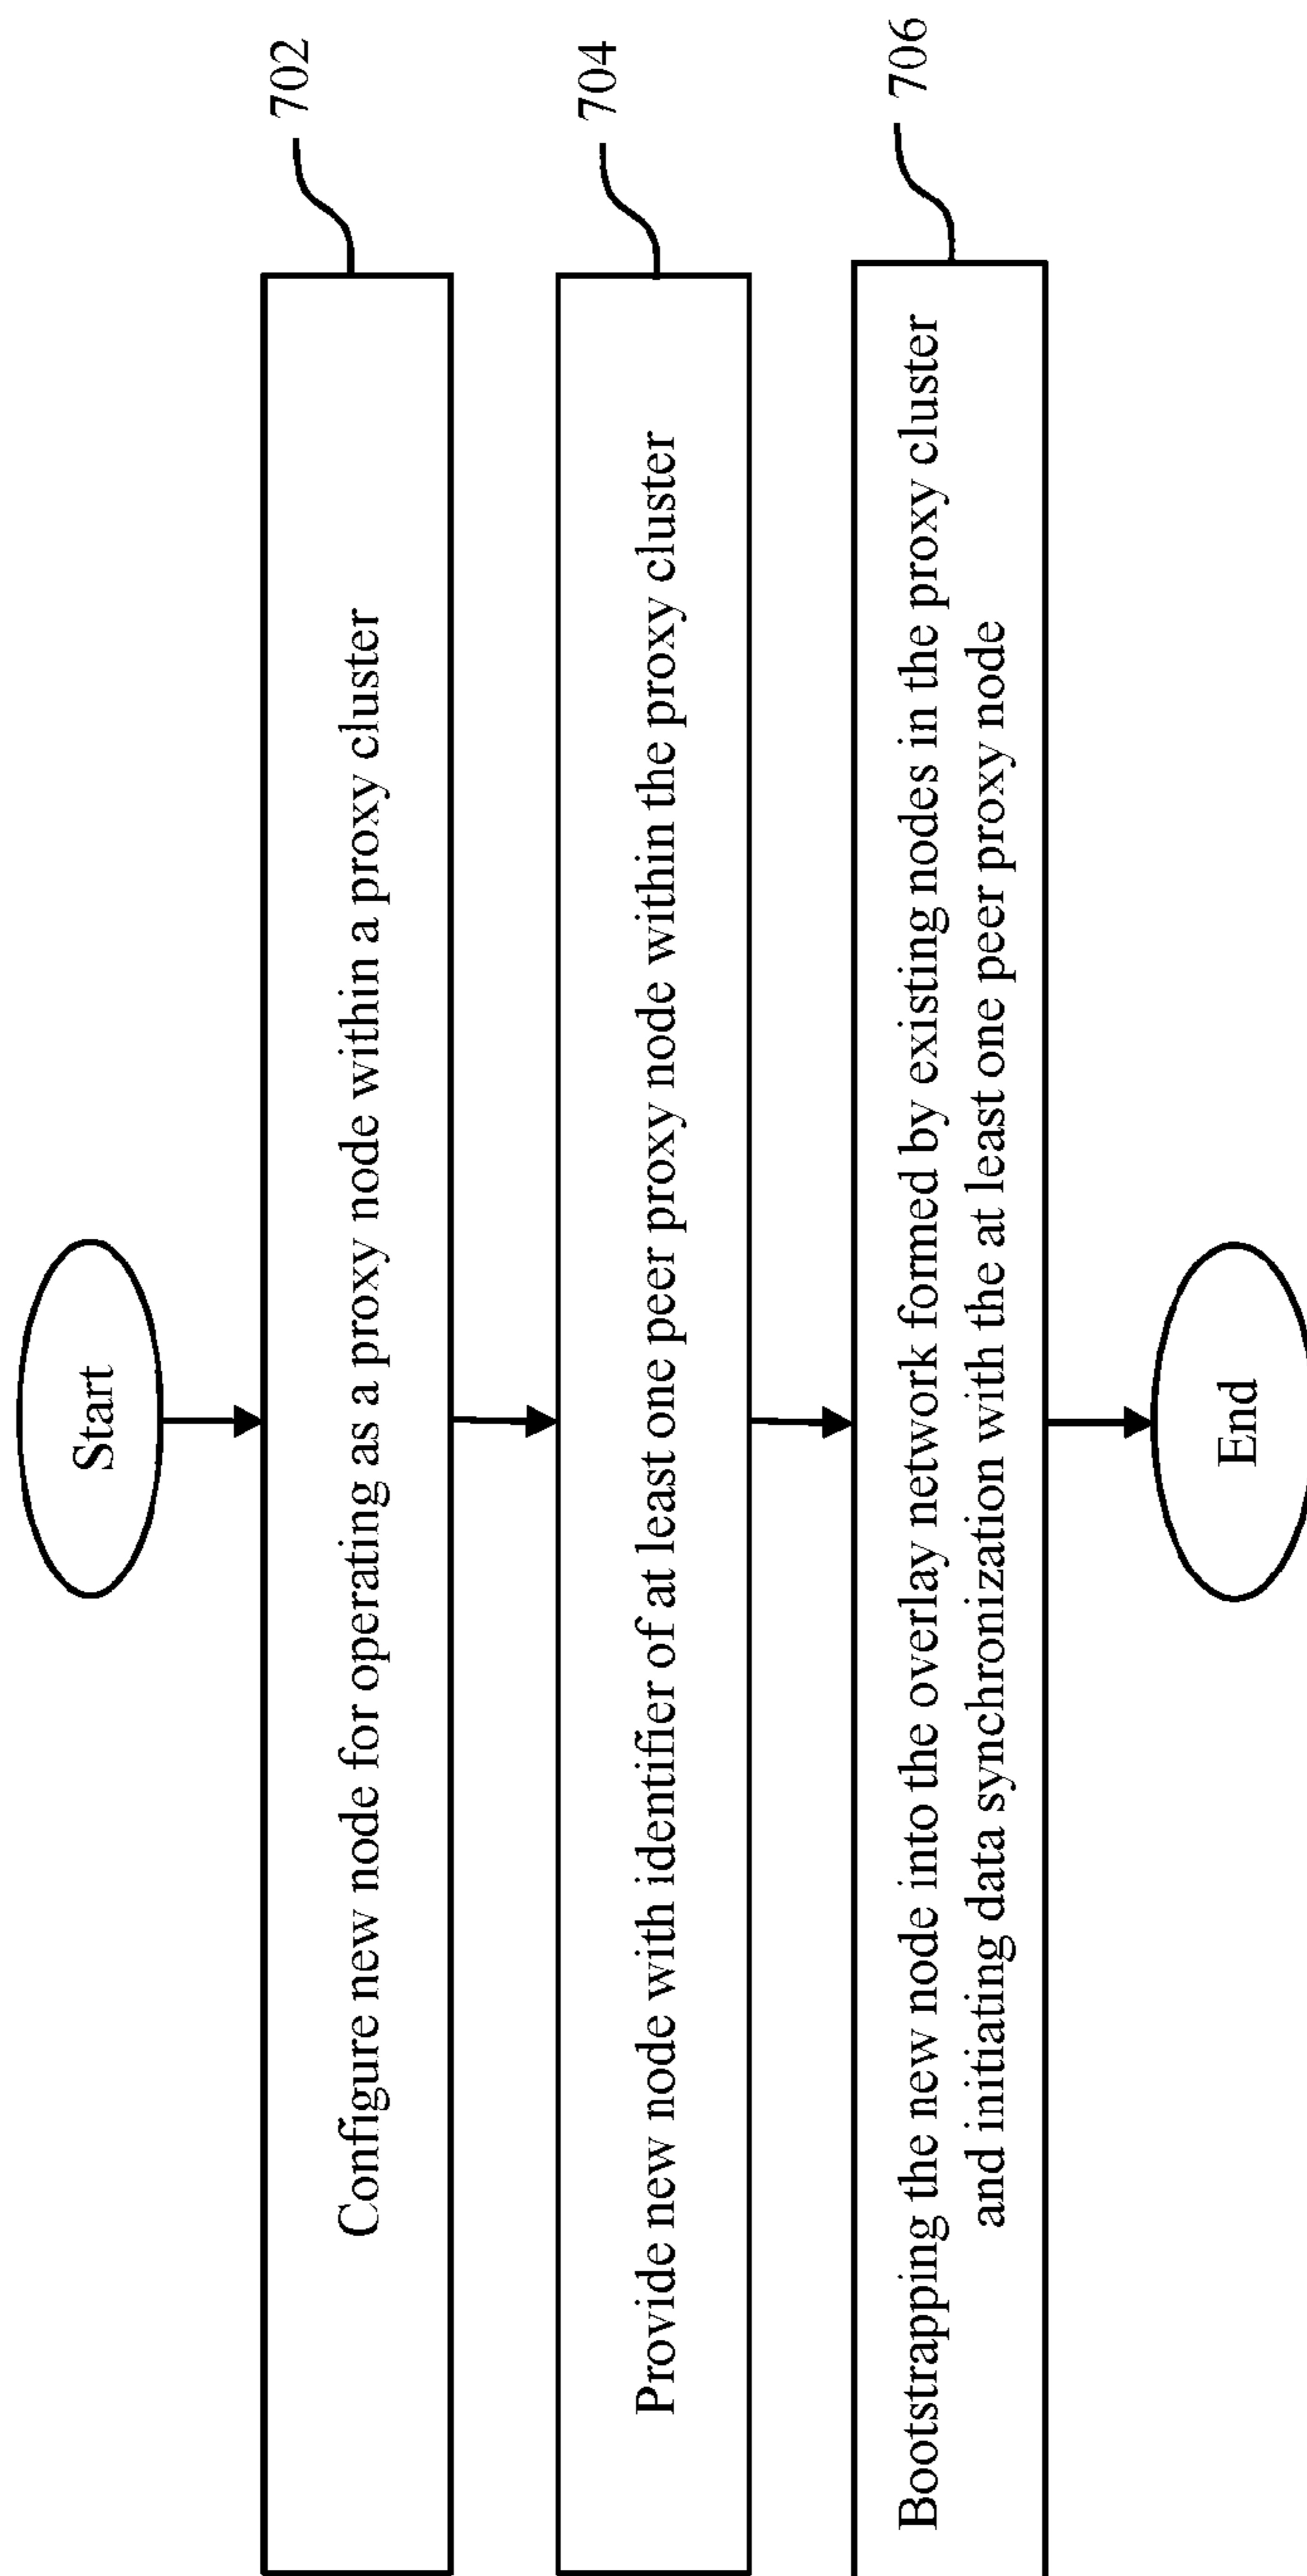 Start
702
Configure new node for operating as a proxy node within a proxy cluster
704
Provide new node with identifier of at least one peer proxy node within the proxy cluster
706
Bootstrapping the new node into the overlay network formed by existing nodes in the proxy cluster
and initiating data synchronization with the at least one peer proxy node
End